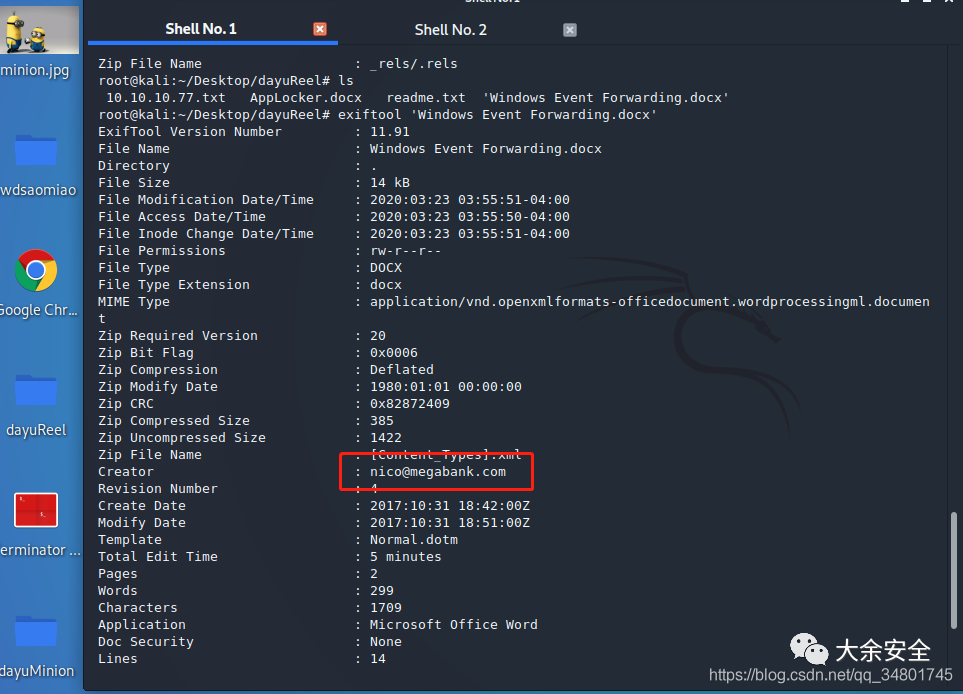 Shell No. 1
Shell No. 2
minion.jpg
wdsaomiao
Google Chr...
dayuReel
erminator ...
dayuMinion
Zip File Name : _rels/.rels
root@kali:~/Desktop/dayuReel# ls
10.10.10.77.txt AppLocker.docx readme.txt 'Windows Event Forwarding.docx'
root@kali:~/Desktop/dayuReel# exiftool 'Windows Event Forwarding.docx'
ExifTool Version Number : 11.91
File Name : Windows Event Forwarding.docx
Directory : .
File Size : 14 kB
File Modification Date/Time : 2020:03:23 03:55:51-04:00
File Access Date/Time : 2020:03:23 03:55:50-04:00
File Inode Change Date/Time : 2020:03:23 03:55:51-04:00
File Permissions : rw-r--r--
File Type : DOCX
File Type Extension : docx
MIME Type : application/vnd.openxmlformats-officedocument.wordprocessingml.documen
t
Zip Required Version : 20
Zip Bit Flag : 0x0006
Zip Compression : Deflated
Zip Modify Date : 1980:01:01 00:00:00
Zip CRC : 0x82872409
Zip Compressed Size : 385
Zip Uncompressed Size : 1422
Zip File Name : [Content_Types].xml
Creator : nico@megabank.com
Revision Number : 4
Create Date : 2017:10:31 18:42:00Z
Modify Date : 2017:10:31 18:51:00Z
Template : Normal.dotm
Total Edit Time : 5 minutes
Pages : 2
Words : 299
Characters : 1709
Application : Microsoft Office Word
Doc Security : None
Lines : 14
大余安全
https://blog.csdn.net/qq_34801745